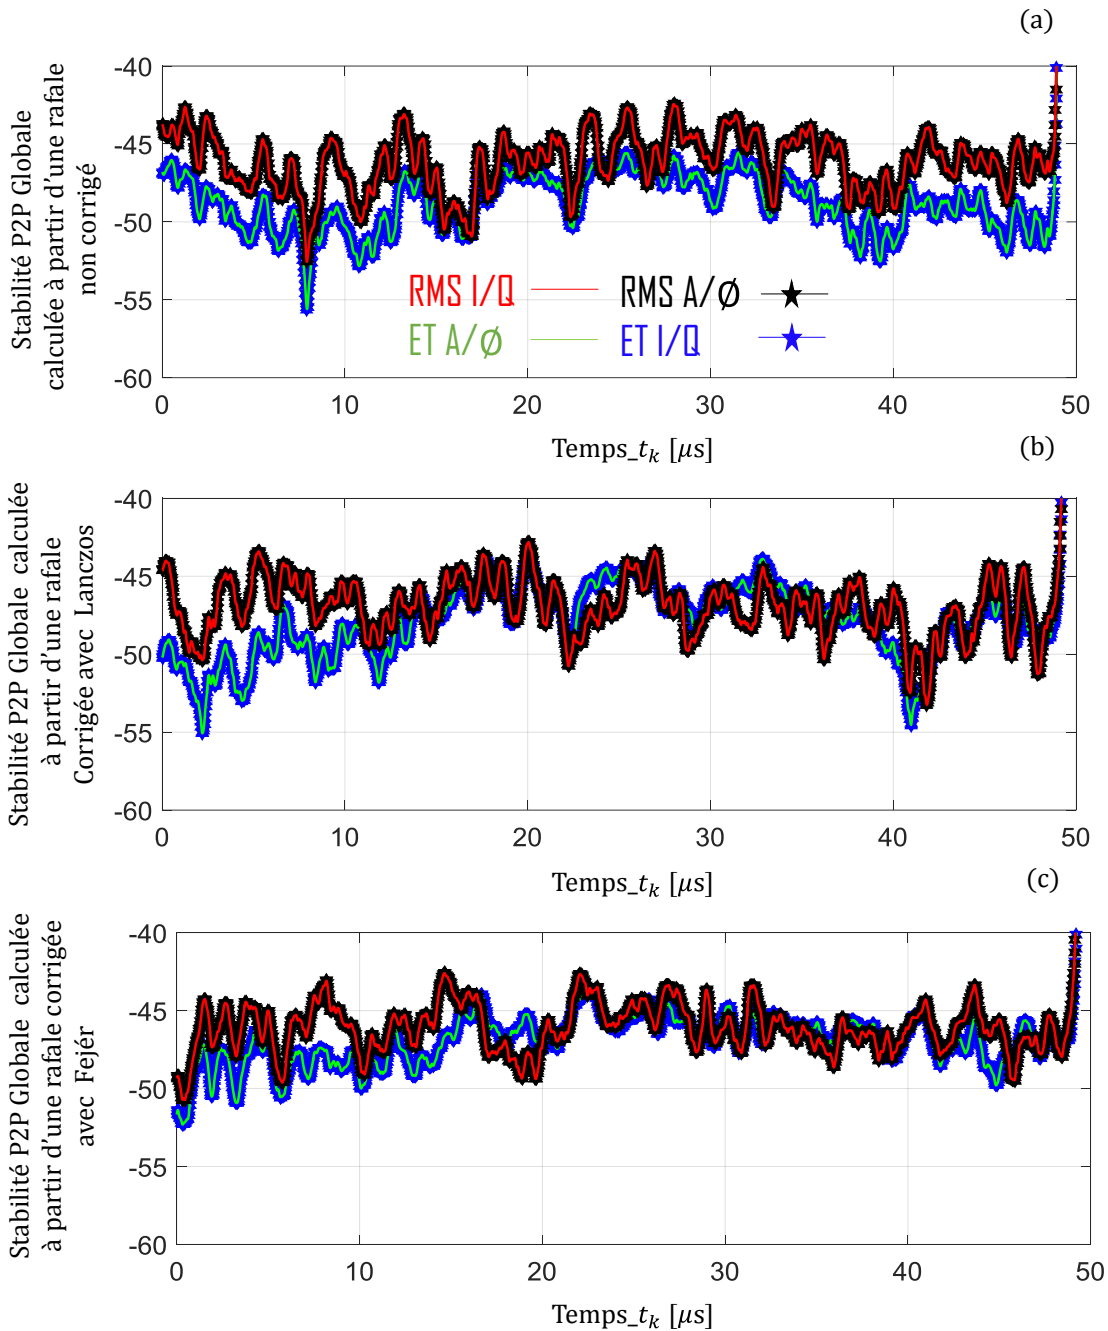 (a)
Stabilité P2P Globale
calculée à partir d'une rafale
non corrigé
-40
-45
-50
-55
-60
RMS I/Q
RMS A/Ø
ET A/Ø
ET I/Q
0 10 20 30 40 50
Temps_t_k [μs]
(b)
Stabilité P2P Globale calculée
à partir d'une rafale
Corrigée avec Lanczos
-40
-45
-50
-55
-60
0 10 20 30 40 50
Temps_t_k [μs]
(c)
Stabilité P2P Globale calculée
à partir d'une rafale corrigée
avec Fejér
-40
-45
-50
-55
-60
0 10 20 30 40 50
Temps_t_k [μs]